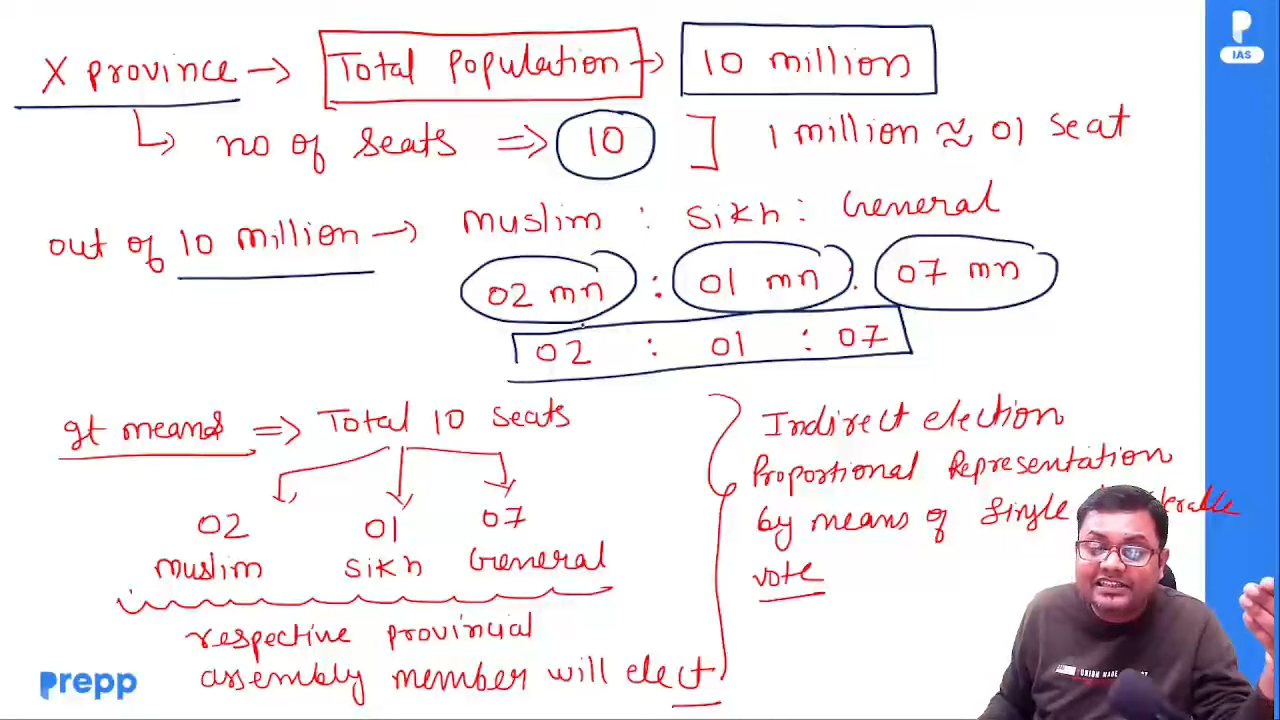 X province → Total Population → 10 million
IAS
no of seats ⇒ 10 ] 1 million ≈ 01 seat
out of 10 million → muslim : sikh : General
02 mn : 01 mn : 07 mn
02 : 01 : 07
It means ⇒ Total 10 seats
02 01 07
muslim sikh General
respective provincial
assembly member will elect
Indirect election
Proportional Representation
by means of Single
vote
prepp